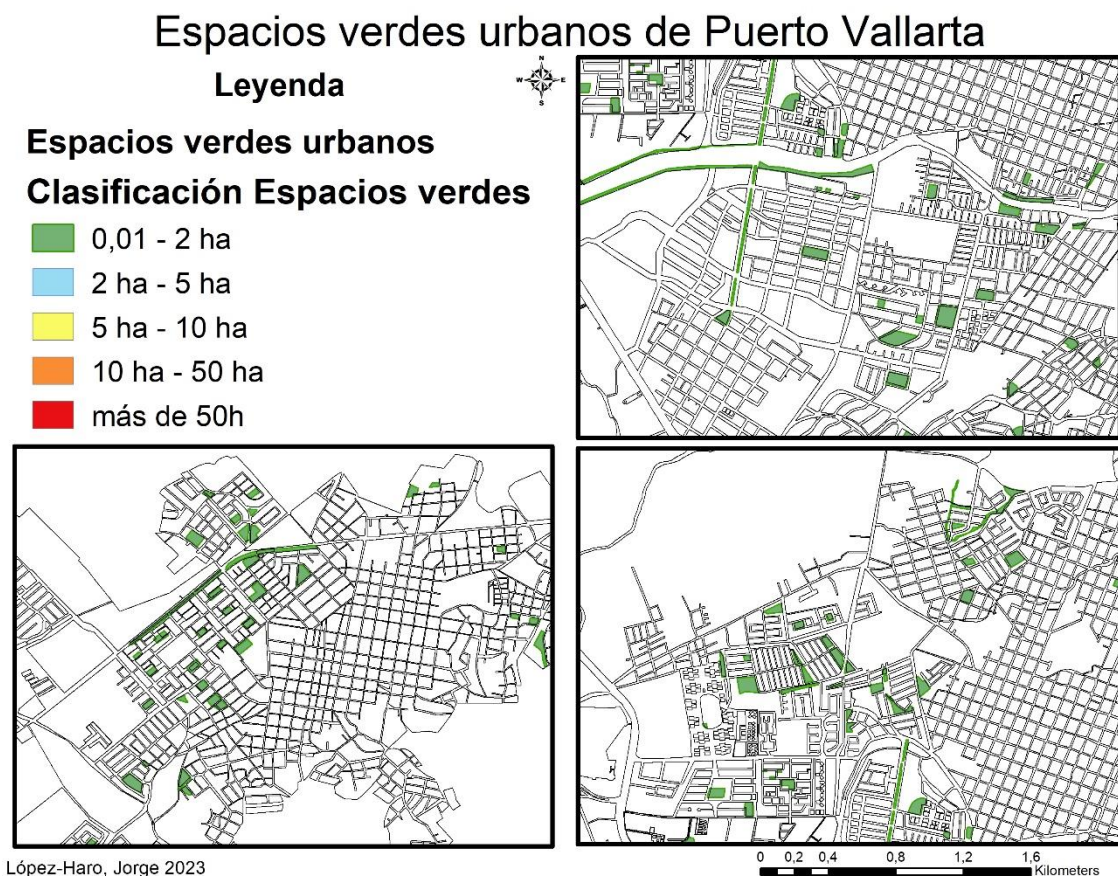 Espacios verdes urbanos de Puerto Vallarta
Leyenda
N
W E
S
Espacios verdes urbanos
Clasificación Espacios verdes
0,01 - 2 ha
2 ha - 5 ha
5 ha - 10 ha
10 ha - 50 ha
más de 50h
López-Haro, Jorge 2023
0 0,2 0,4 0,8 1,2 1,6
Kilometers